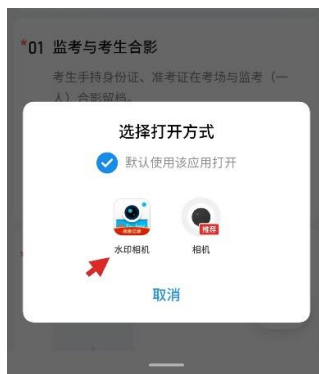 *01 监考与考生合影
考生手持身份证、准考证在考场与监考（一
人）合影留档。
选择打开方式
默认使用该应用打开
推荐
水印相机
相机
取消